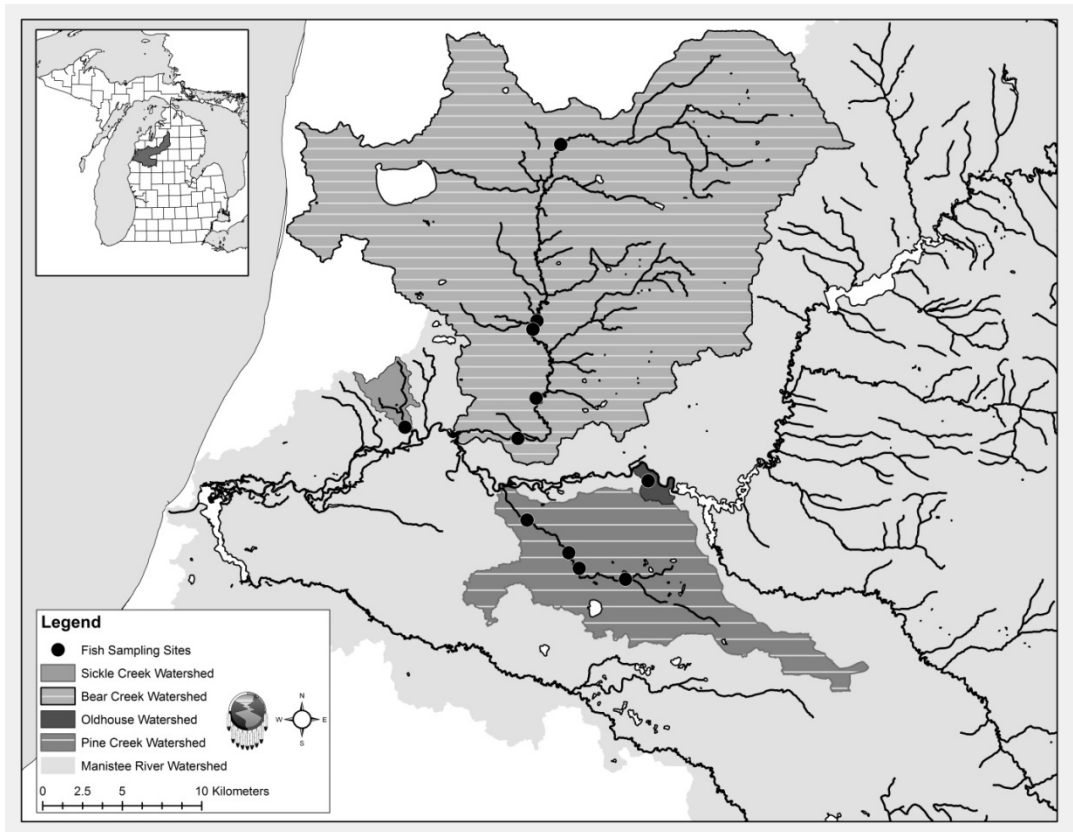 Legend
Fish Sampling Sites
Sickle Creek Watershed
Bear Creek Watershed
Oldhouse Watershed
Pine Creek Watershed
Manistee River Watershed
N
W E
S
0 2.5 5 10 Kilometers